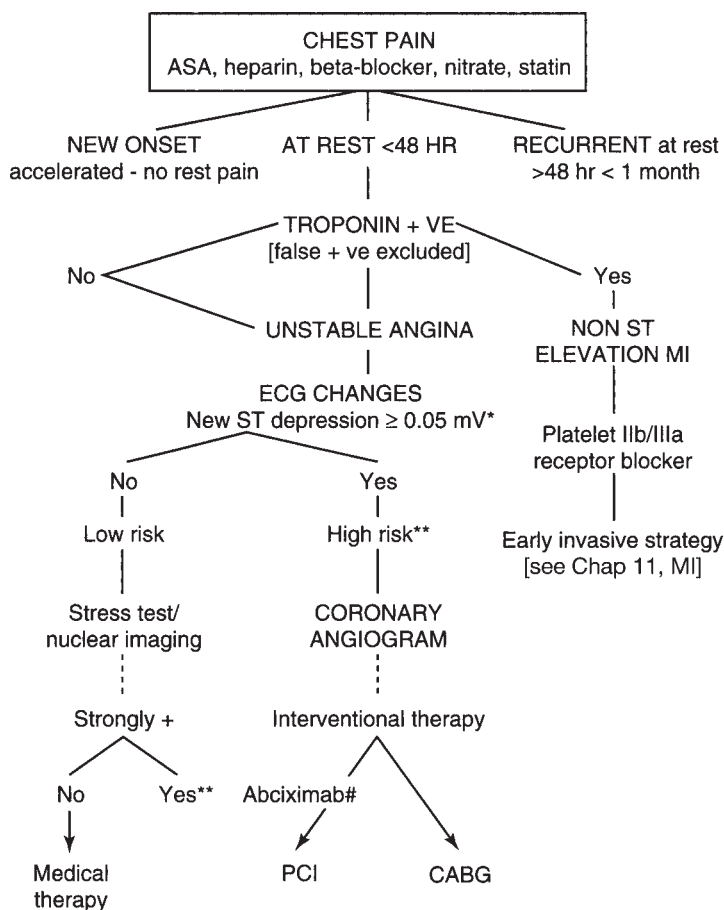 CHEST PAIN
ASA, heparin, beta-blocker, nitrate, statin
NEW ONSET
accelerated - no rest pain
AT REST <48 HR
RECURRENT at rest
>48 hr < 1 month
TROPONIN + VE
[false + ve excluded]
No
Yes
UNSTABLE ANGINA
NON ST
ELEVATION MI
ECG CHANGES
New ST depression ≥ 0.05 mV*
Platelet IIb/IIIa
receptor blocker
No
Yes
Low risk
High risk**
Early invasive strategy
[see Chap 11, MI]
Stress test/
nuclear imaging
CORONARY
ANGIOGRAM
Strongly +
Interventional therapy
No
Yes**
Abciximab#
Medical
therapy
PCI
CABG